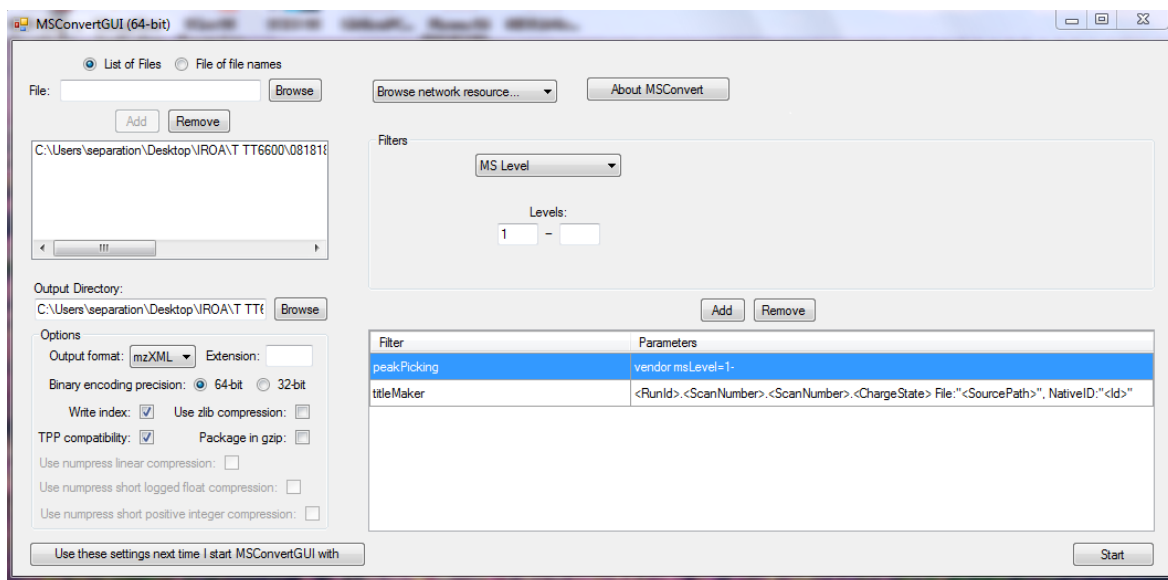 MSConvertGUI (64-bit)
List of Files File of file names
File: Browse
Add Remove
C:\Users\separation\Desktop\IROA\T TT6600\081818
Browse network resource... About MSConvert
Filters
MS Level
Levels:
1 -
Output Directory:
C:\Users\separation\Desktop\IROA\T TT6 Browse
Options
Output format: mzXML Extension:
Binary encoding precision: 64-bit 32-bit
Write index: Use zlib compression:
TPP compatibility: Package in gzip:
Use numpress linear compression:
Use numpress short logged float compression:
Use numpress short positive integer compression:
Use these settings next time I start MSConvertGUI with
Add Remove
Filter Parameters
peakPicking vendor msLevel=1-
titleMaker <RunId>.<ScanNumber>.<ScanNumber>.<ChargeState> File:"<SourcePath>", NativeID:"<Id>"
Start